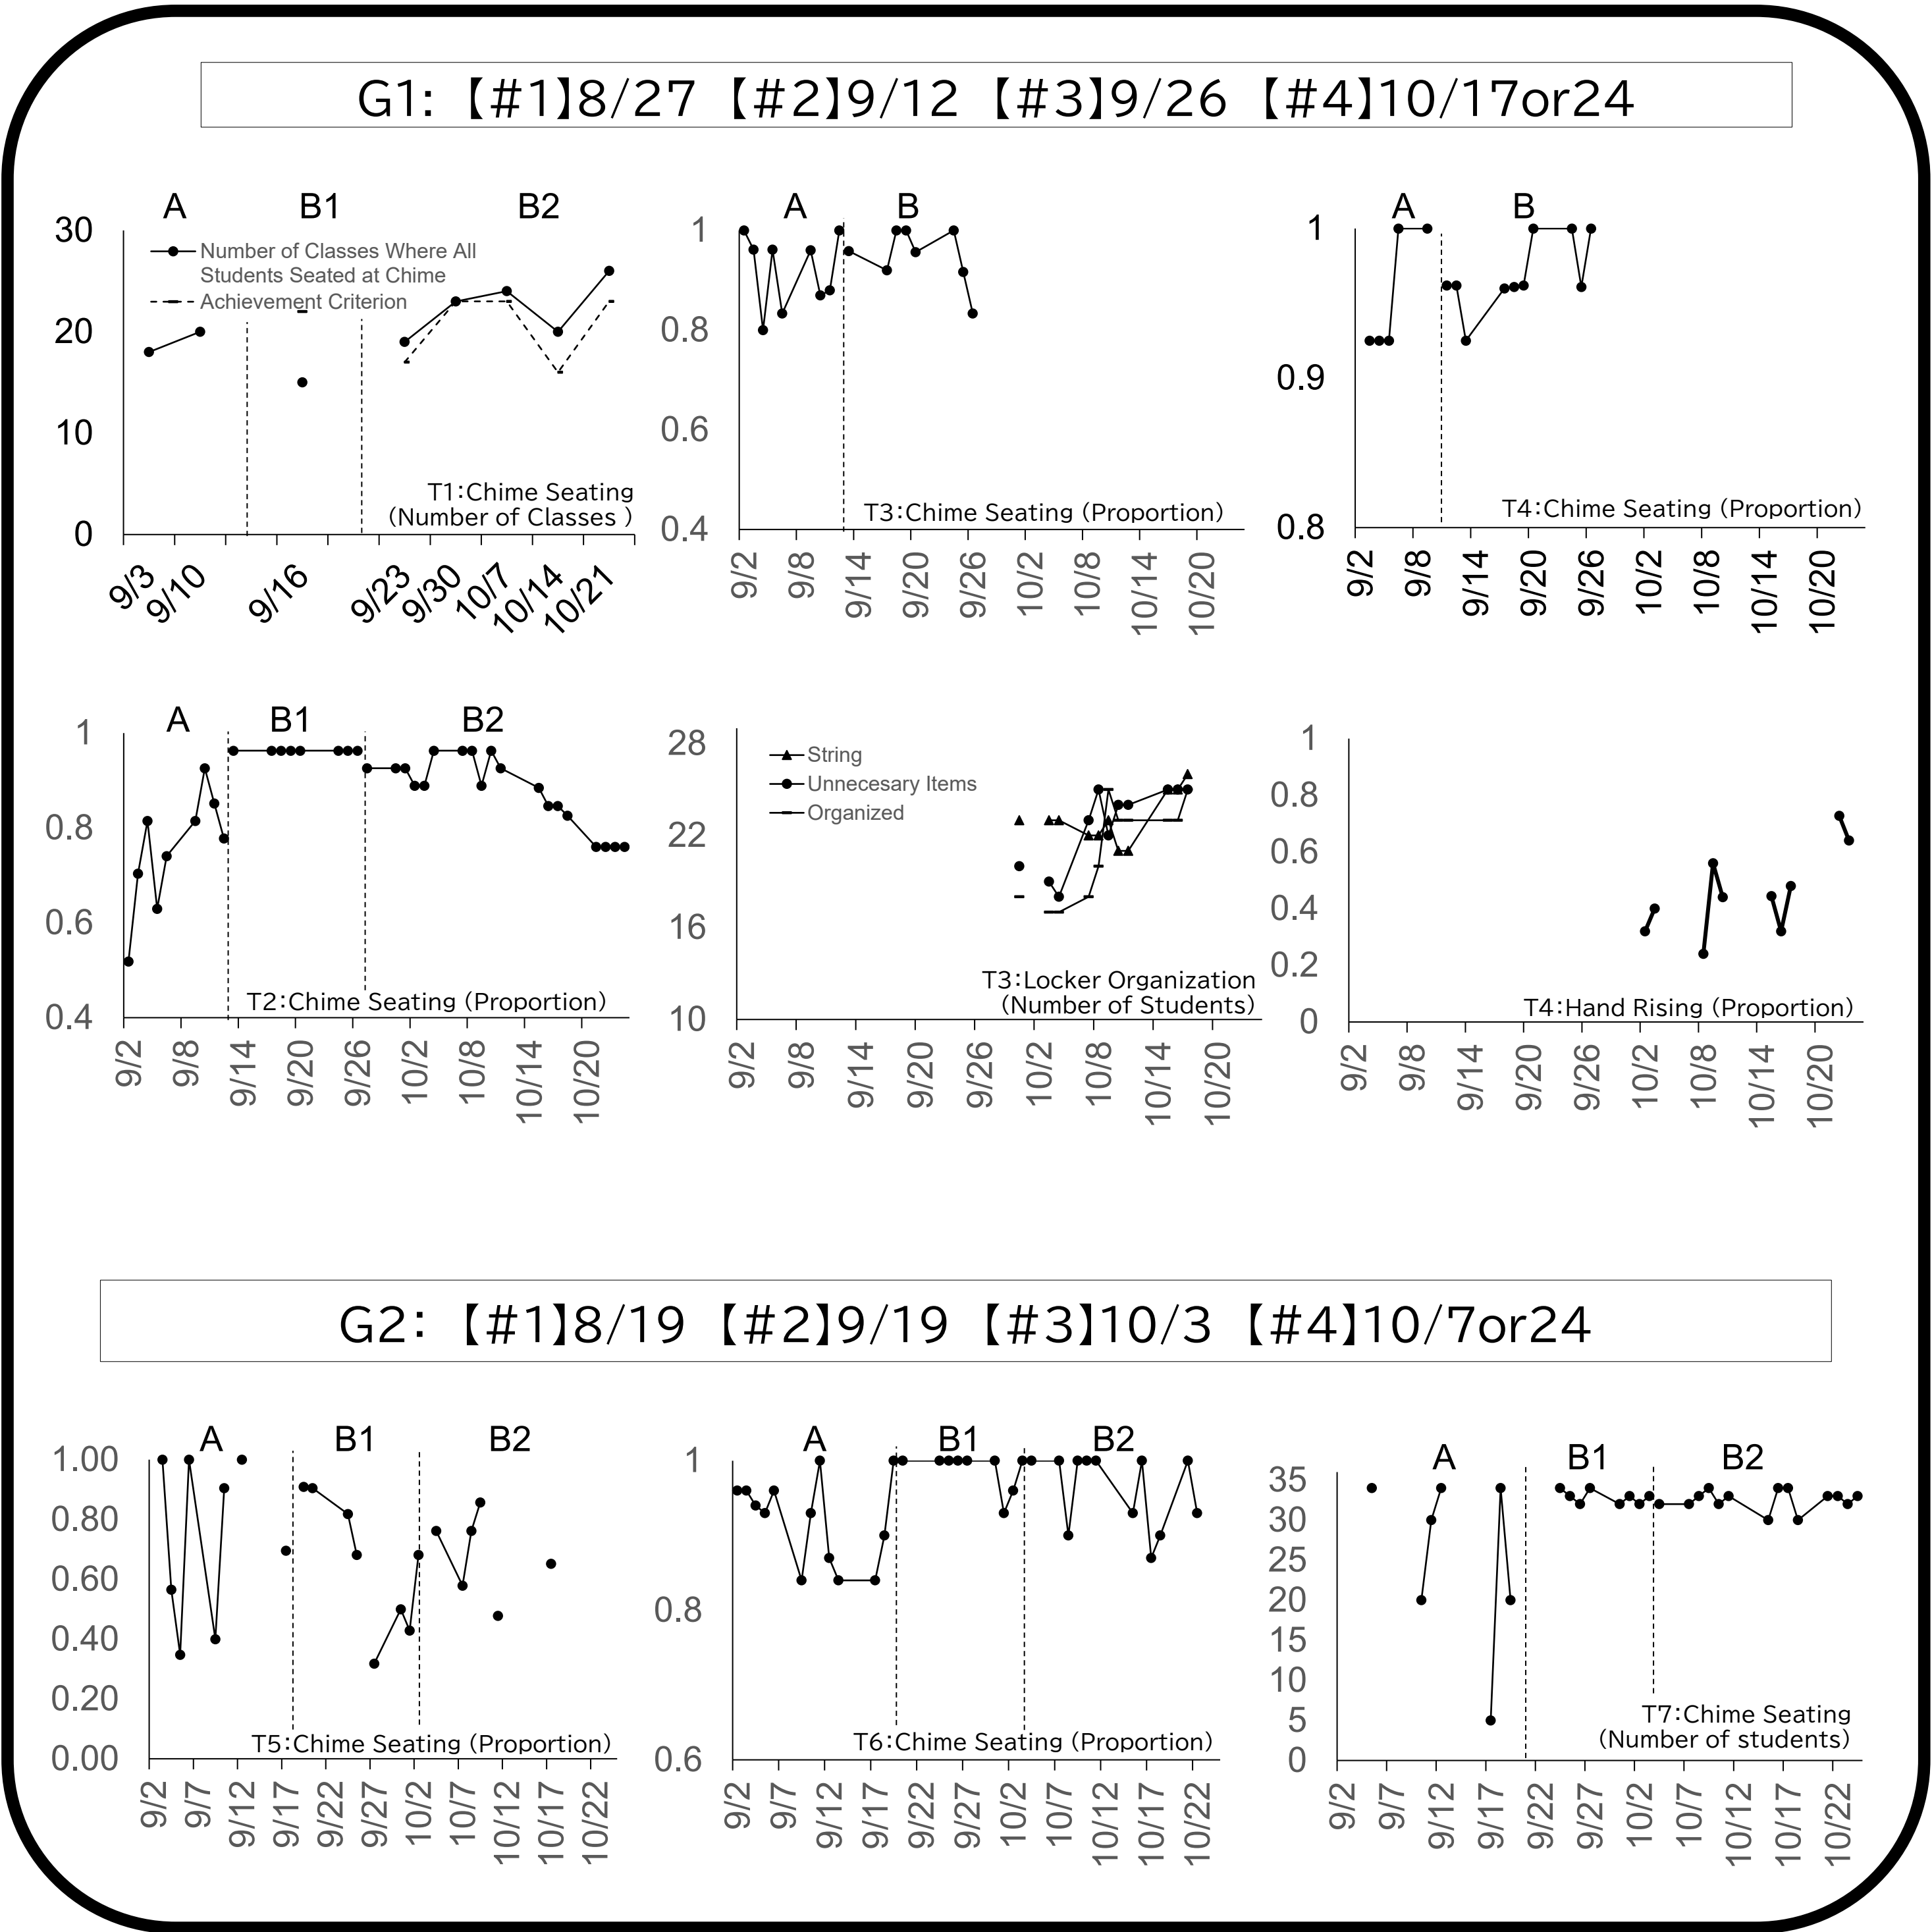 G1: 【#1】8/27 【#2】9/12 【#3】9/26 【#4】10/17or24
A B1 B2
30
20
10
0
Number of Classes Where All
Students Seated at Chime
Achievement Criterion
T1:Chime Seating
(Number of Classes )
9/3 9/10 9/16 9/23 9/30 10/7 10/14 10/21
A B
1
0.8
0.6
0.4
T3:Chime Seating (Proportion)
9/2 9/8 9/14 9/20 9/26 10/2 10/8 10/14 10/20
A B
1
0.9
0.8
T4:Chime Seating (Proportion)
9/2 9/8 9/14 9/20 9/26 10/2 10/8 10/14 10/20
A B1 B2
1
0.8
0.6
0.4
T2:Chime Seating (Proportion)
9/2 9/8 9/14 9/20 9/26 10/2 10/8 10/14 10/20
28
22
16
10
String
Unnecesary Items
Organized
T3:Locker Organization
(Number of Students)
9/2 9/8 9/14 9/20 9/26 10/2 10/8 10/14 10/20
1
0.8
0.6
0.4
0.2
0
T4:Hand Rising (Proportion)
9/2 9/8 9/14 9/20 9/26 10/2 10/8 10/14 10/20
G2: 【#1】8/19 【#2】9/19 【#3】10/3 【#4】10/7or24
A B1 B2
1.00
0.80
0.60
0.40
0.20
0.00
T5:Chime Seating (Proportion)
9/2 9/7 9/12 9/17 9/22 9/27 10/2 10/7 10/12 10/17 10/22
A B1 B2
1
0.8
0.6
T6:Chime Seating (Proportion)
9/2 9/7 9/12 9/17 9/22 9/27 10/2 10/7 10/12 10/17 10/22
A B1 B2
35
30
25
20
15
10
5
0
T7:Chime Seating
(Number of students)
9/2 9/7 9/12 9/17 9/22 9/27 10/2 10/7 10/12 10/17 10/22